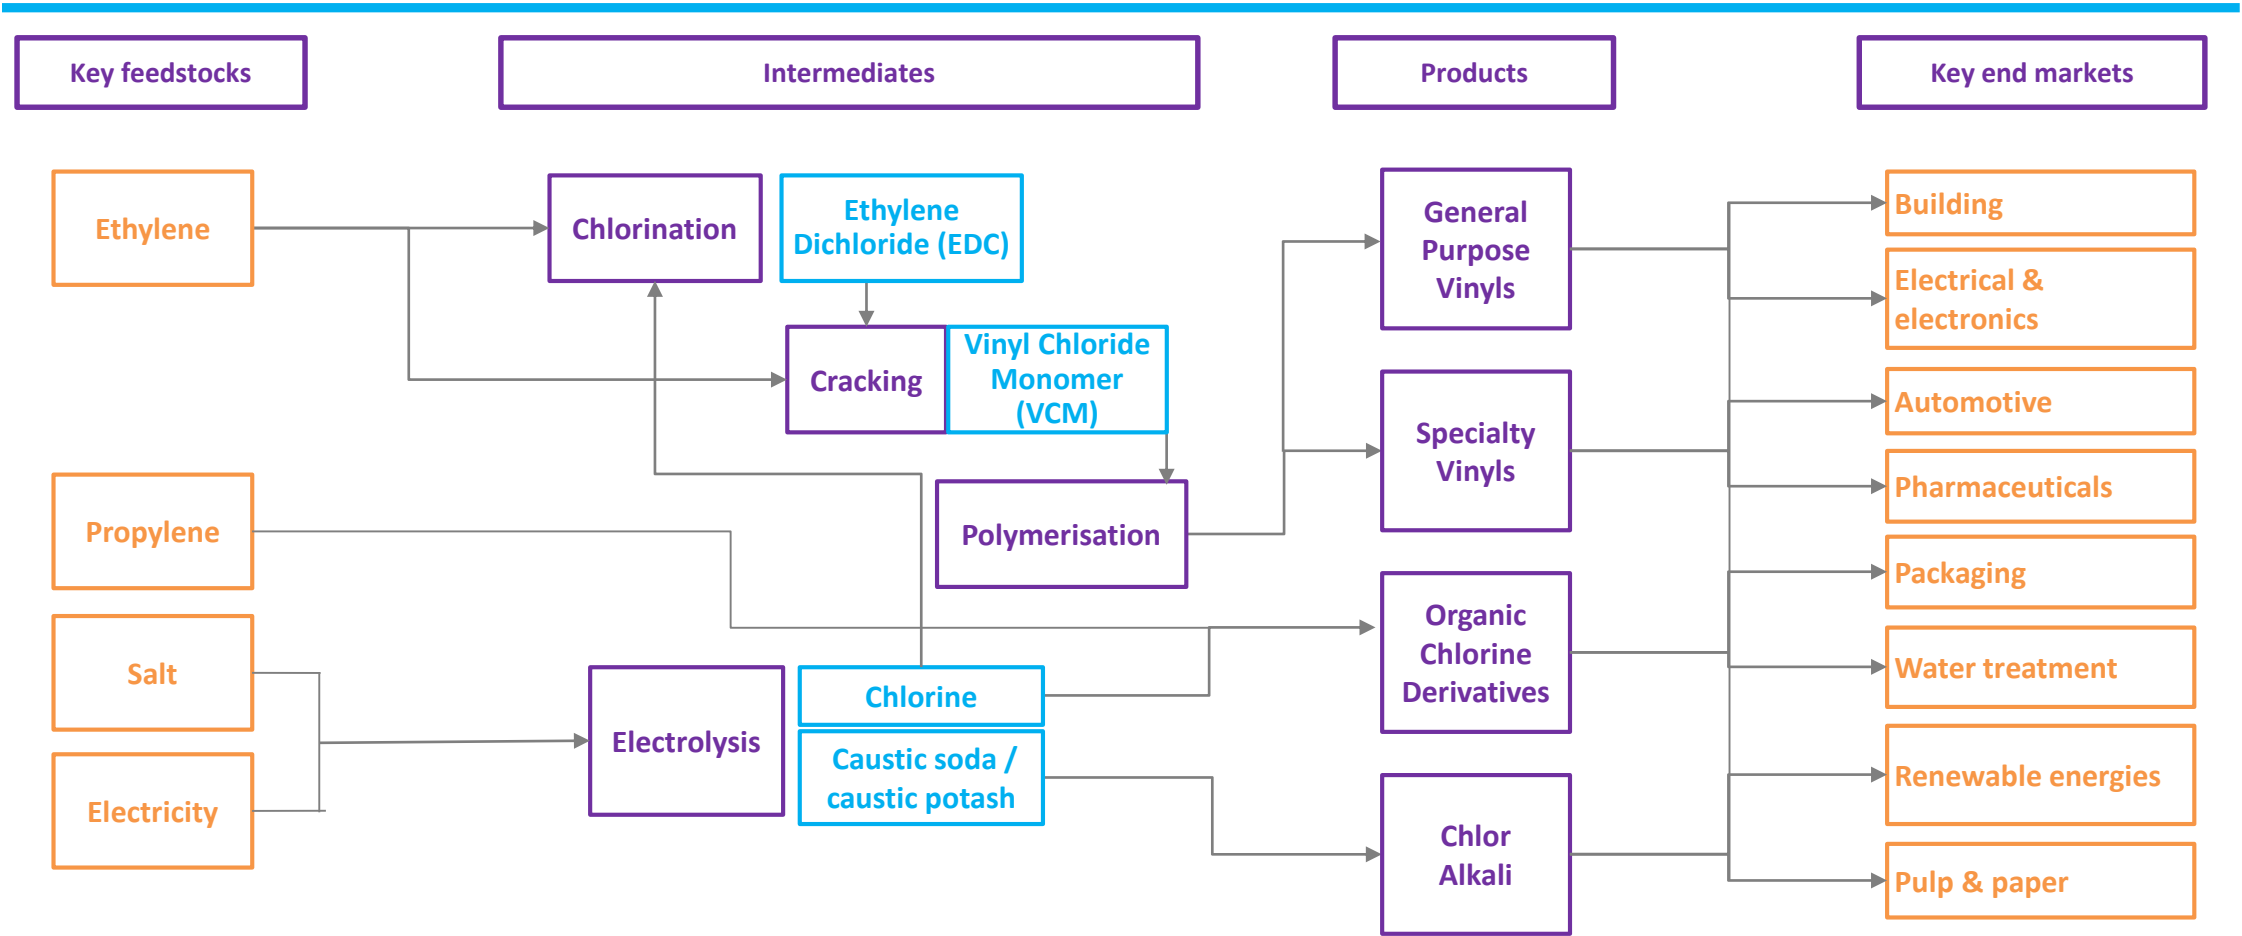 Key feedstocks
Intermediates
Products
Key end markets
Ethylene
Chlorination
Ethylene
Dichloride (EDC)
Cracking
Vinyl Chloride
Monomer
(VCM)
Propylene
Polymerisation
Salt
Electricity
Electrolysis
Chlorine
Caustic soda /
caustic potash
General
Purpose
Vinyls
Specialty
Vinyls
Organic
Chlorine
Derivatives
Chlor
Alkali
Building
Electrical &
electronics
Automotive
Pharmaceuticals
Packaging
Water treatment
Renewable energies
Pulp & paper